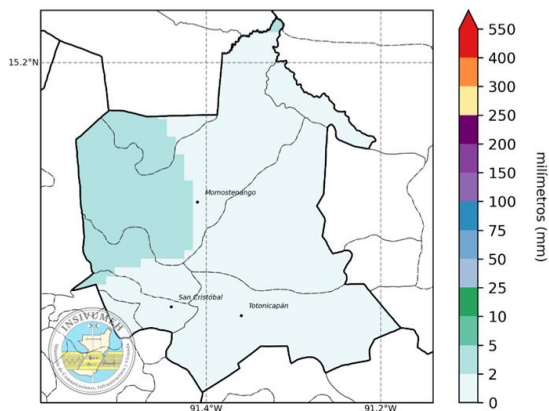 15.2°N
Momostenango
San Cristóbal
Totonicapán
91.4°W
91.2°W
INSIVUMEH
550
400
300
250
200
150
100
75
50
25
10
5
2
0
milímetros (mm)